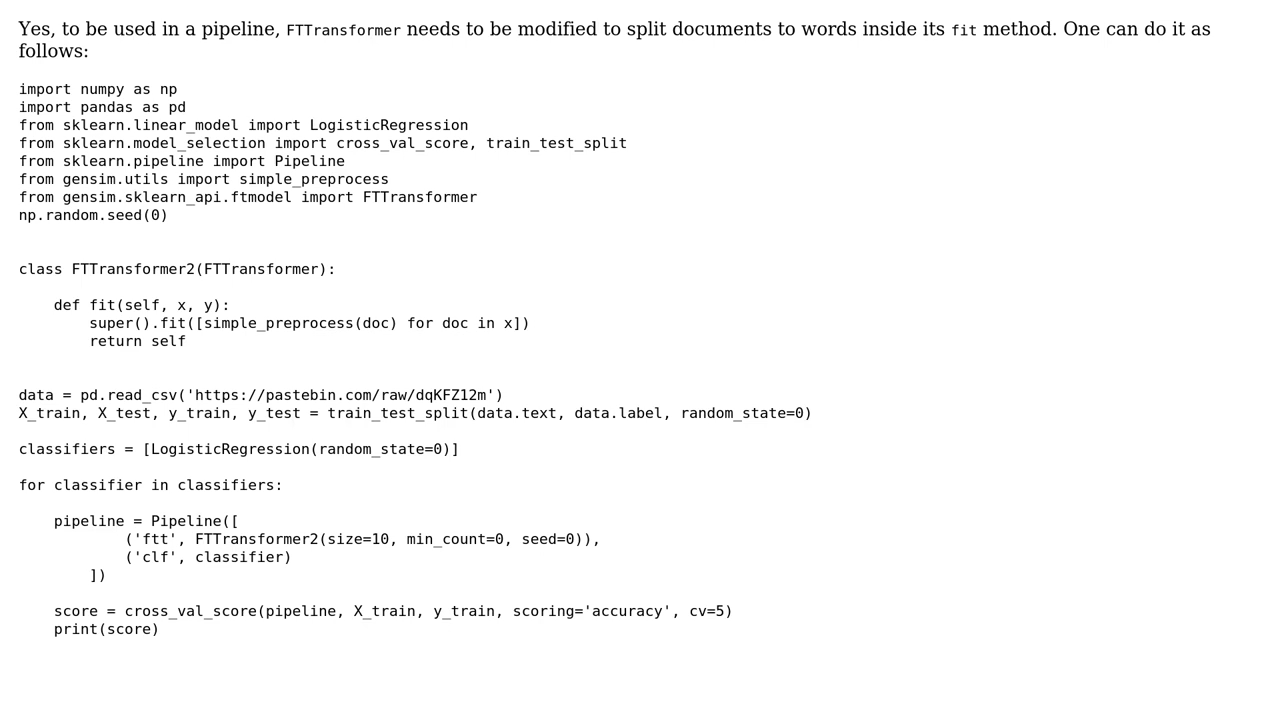 Yes, to be used in a pipeline, FTTransformer needs to be modified to split documents to words inside its fit method. One can do it as
follows:
import numpy as np
import pandas as pd
from sklearn.linear_model import LogisticRegression
from sklearn.model_selection import cross_val_score, train_test_split
from sklearn.pipeline import Pipeline
from gensim.utils import simple_preprocess
from gensim.sklearn_api.ftmodel import FTTransformer
np.random.seed(0)
class FTTransformer2(FTTransformer):
    def fit(self, x, y):
        super().fit([simple_preprocess(doc) for doc in x])
        return self
data = pd.read_csv('https://pastebin.com/raw/dqKFZ12m')
X_train, X_test, y_train, y_test = train_test_split(data.text, data.label, random_state=0)
classifiers = [LogisticRegression(random_state=0)]
for classifier in classifiers:
    pipeline = Pipeline([
            ('ftt', FTTransformer2(size=10, min_count=0, seed=0)),
            ('clf', classifier)
        ])
    score = cross_val_score(pipeline, X_train, y_train, scoring='accuracy', cv=5)
    print(score)